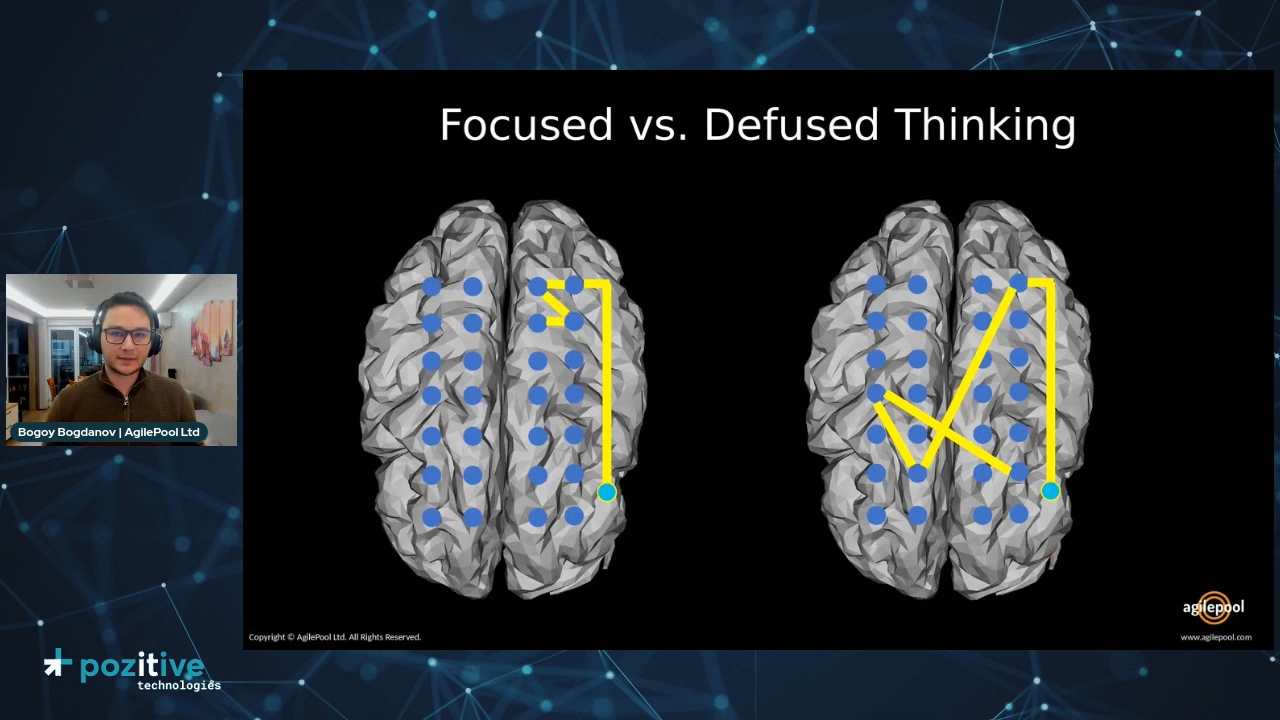 Focused vs. Defused Thinking
Bogoy Bogdanov | AgilePool Ltd
agilepool
Copyright © AgilePool Ltd. All Rights Reserved.
www.agilepool.com
pozitive
technologies